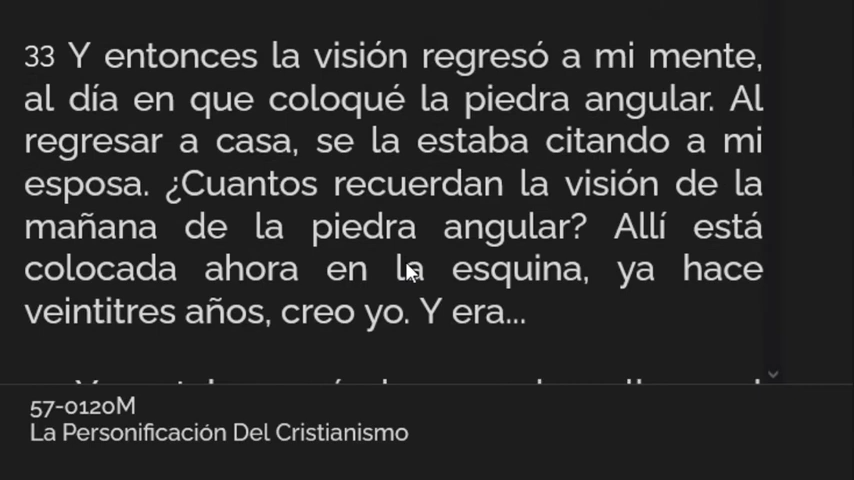 33 Y entonces la visión regresó a mi mente,
al día en que coloqué la piedra angular. Al
regresar a casa, se la estaba citando a mi
esposa. ¿Cuantos recuerdan la visión de la
mañana de la piedra angular? Allí está
colocada ahora en la esquina, ya hace
veintitres años, creo yo. Y era...
57-0120M
La Personificación Del Cristianismo